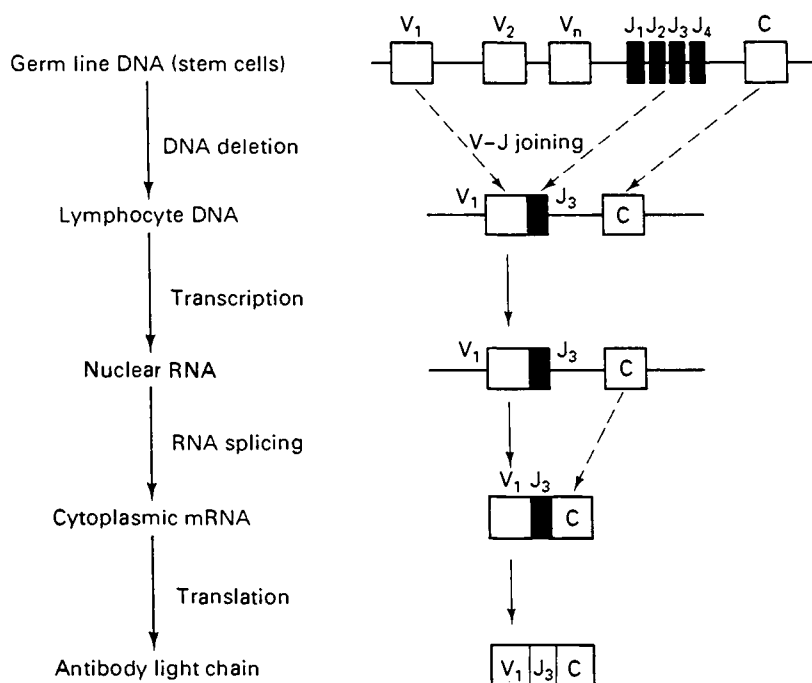 V₁ V₂ Vₙ J₁ J₂ J₃ J₄ C
Germ line DNA (stem cells)
DNA deletion
V–J joining
Lymphocyte DNA
V₁ J₃ C
Transcription
Nuclear RNA
V₁ J₃ C
RNA splicing
V₁ J₃
Cytoplasmic mRNA
C
Translation
Antibody light chain
V₁ J₃ C